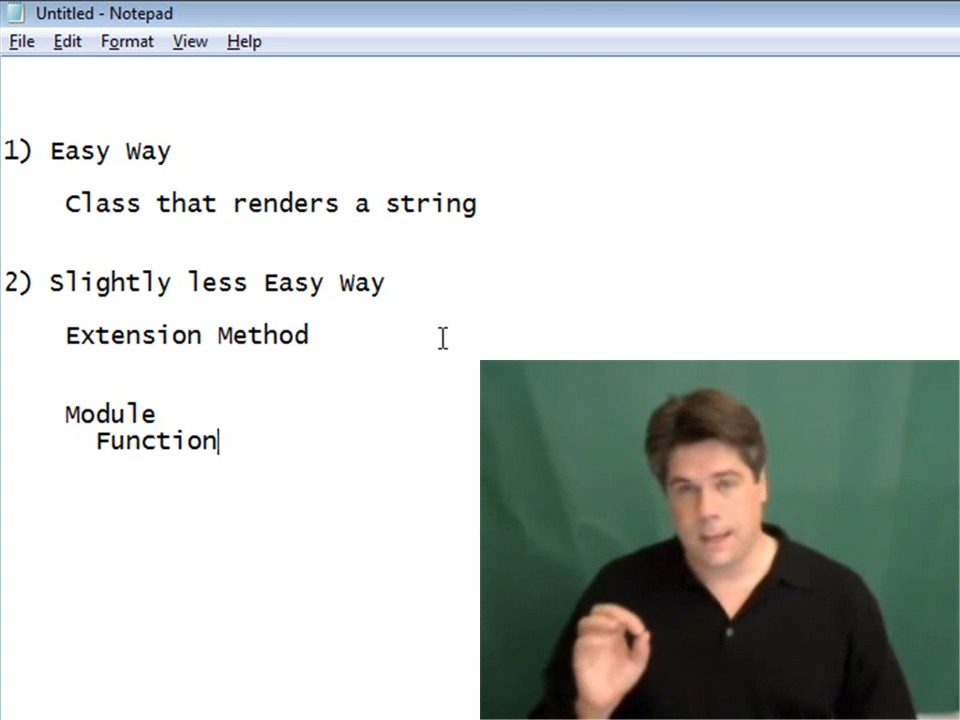 Untitled - Notepad
File Edit Format View Help
1) Easy Way
Class that renders a string
2) Slightly less Easy Way
Extension Method
Module
Function